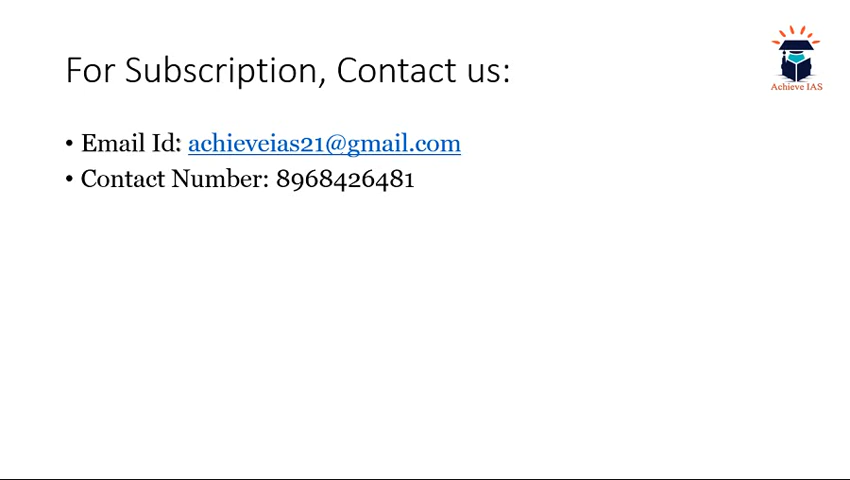 For Subscription, Contact us:
Achieve IAS
• Email Id: achieveias21@gmail.com
• Contact Number: 8968426481